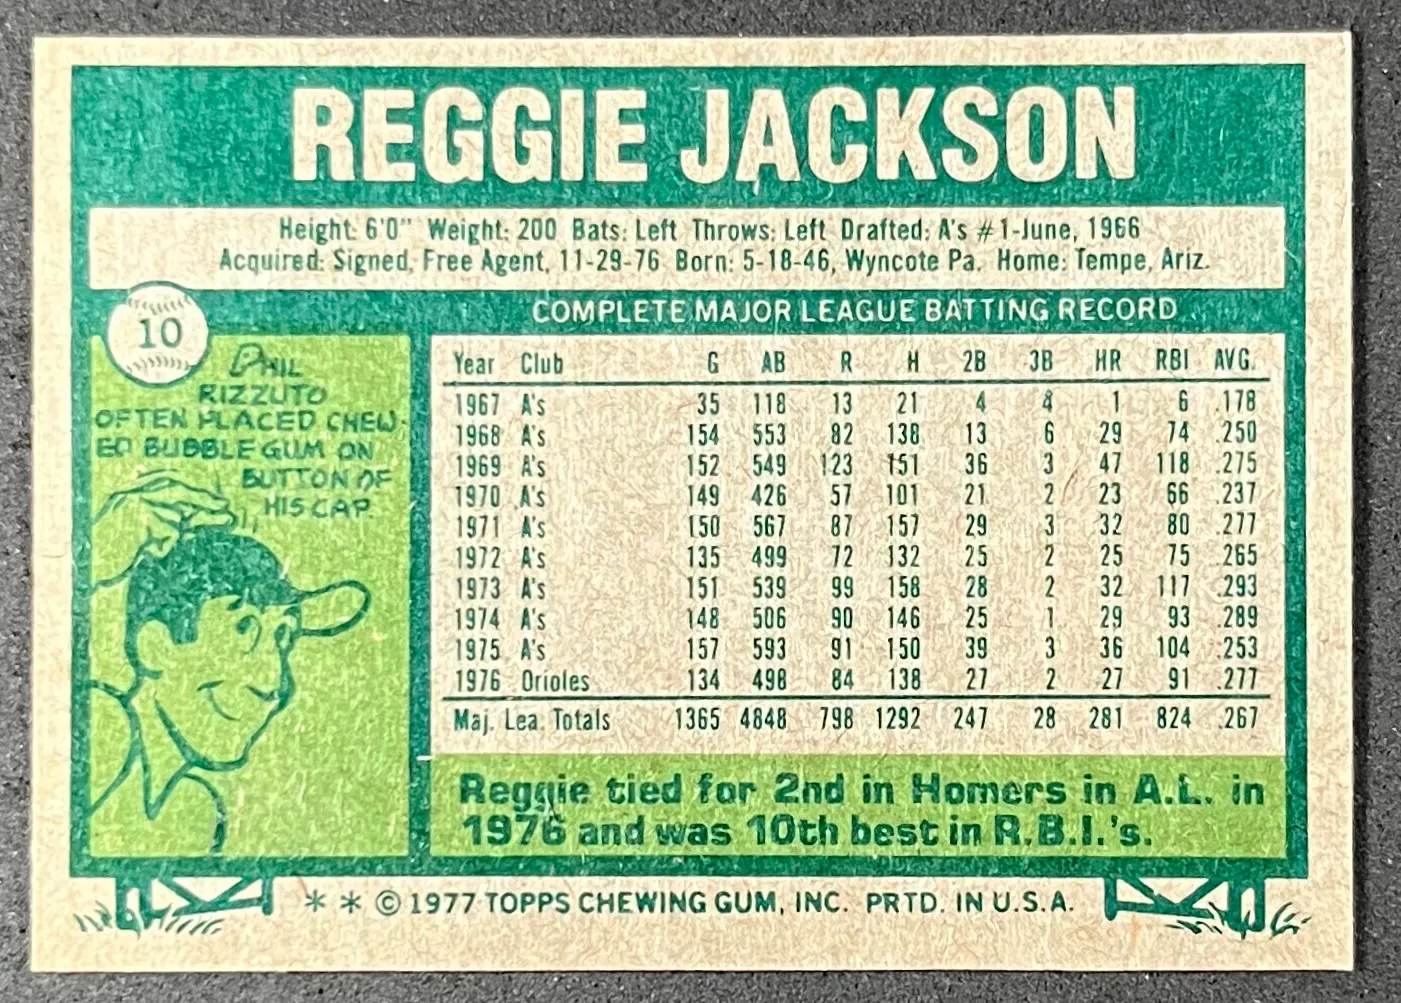 REGGIE JACKSON
Height: 6'0" Weight: 200 Bats: Left Throws: Left Drafted: A's #1-June, 1966
Acquired: Signed, Free Agent, 11-29-76 Born: 5-18-46, Wyncote Pa. Home: Tempe, Ariz.
10
COMPLETE MAJOR LEAGUE BATTING RECORD
PHIL
RIZZUTO
OFTEN PLACED CHEW-
ED BUBBLE GUM ON
BUTTON OF
HIS CAP.
Year Club G AB R H 2B 3B HR RBI AVG.
1967 A's 35 118 13 21 4 4 1 6 .178
1968 A's 154 553 82 138 13 6 29 74 .250
1969 A's 152 549 123 151 36 3 47 118 .275
1970 A's 149 426 57 101 21 2 23 66 .237
1971 A's 150 567 87 157 29 3 32 80 .277
1972 A's 135 499 72 132 25 2 25 75 .265
1973 A's 151 539 99 158 28 2 32 117 .293
1974 A's 148 506 90 146 25 1 29 93 .289
1975 A's 157 593 91 150 39 3 36 104 .253
1976 Orioles 134 498 84 138 27 2 27 91 .277
Maj. Lea. Totals 1365 4848 798 1292 247 28 281 824 .267
Reggie tied for 2nd in Homers in A.L. in
1976 and was 10th best in R.B.I.'s.
* * © 1977 TOPPS CHEWING GUM, INC. PRTD. IN U.S.A.